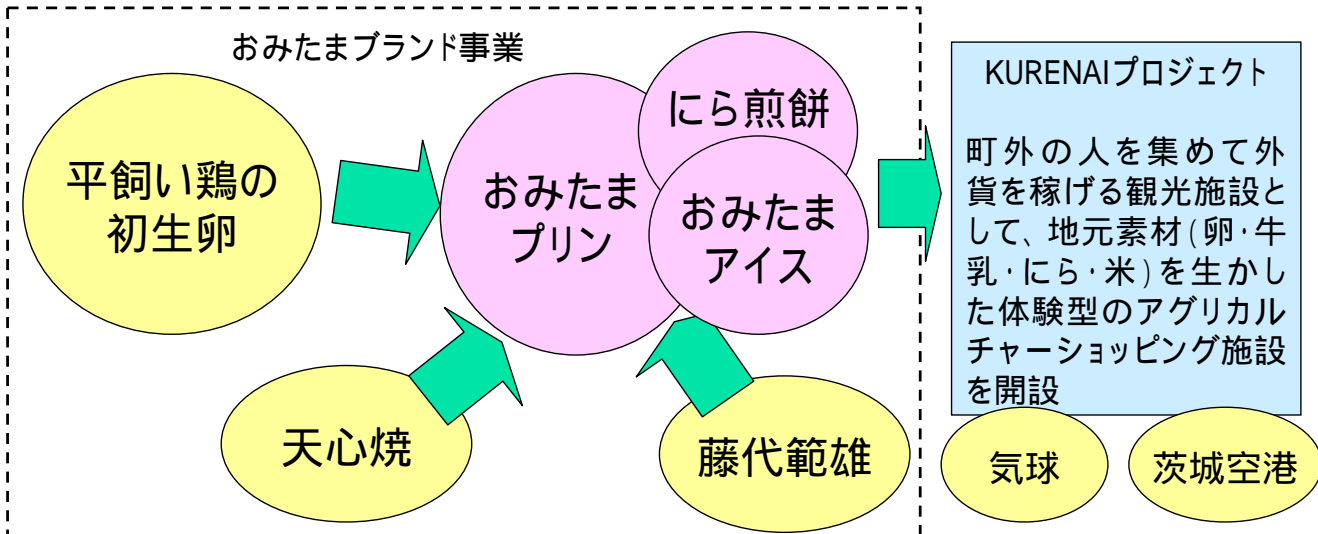 おみたまブランド事業
平飼い鶏の
初生卵
おみたま
プリン
にら煎餅
おみたま
アイス
天心焼
藤代範雄
KURENAIプロジェクト
町外の人を集めて外
貨を稼げる観光施設と
して、地元素材(卵・牛
乳・にら・米)を生かし
た体験型のアグリカル
チャーショッピング施設
を開設
気球
茨城空港